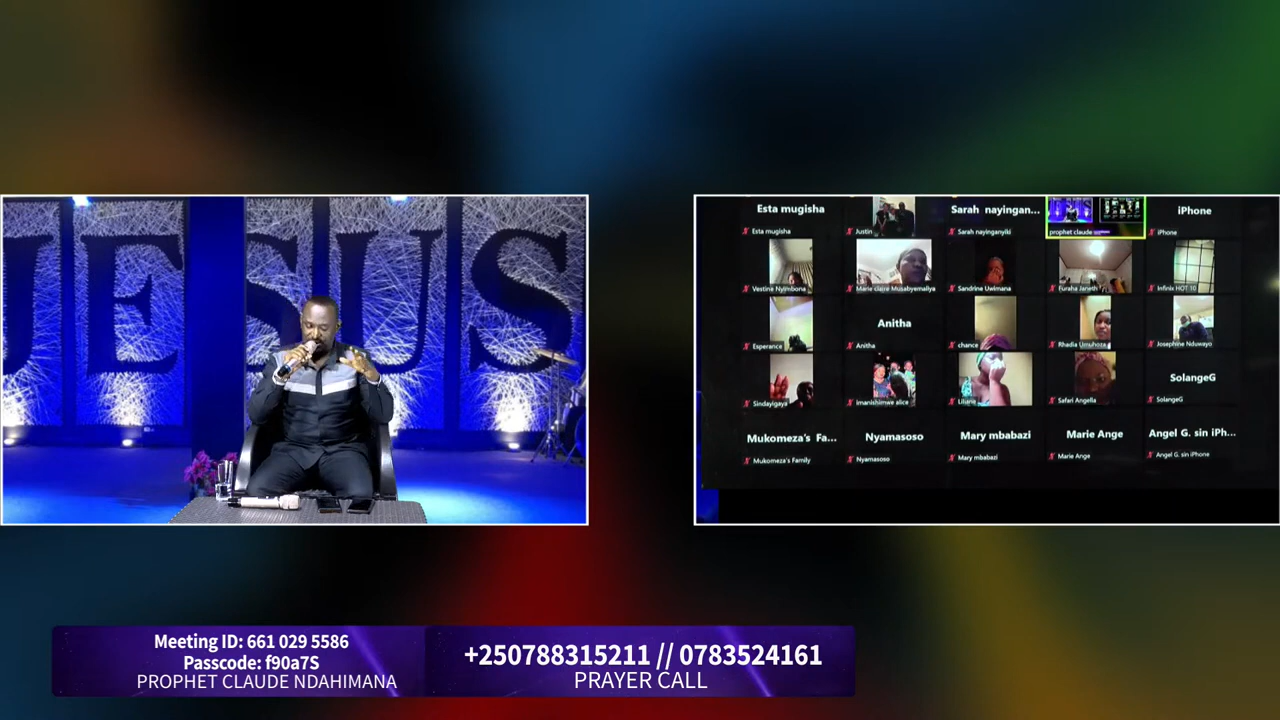 JESUS
Esta mugisha
Sarah nayingan...
iPhone
Esta mugisha
Justin
Sarah nayinganyiki
prophet claude
iPhone
Vestine Nyimbona
Marie claire Musabyemaliya
Sandrine Uwimana
Furaha Janeth
Infinix HOT 10
Anitha
Esperance
Anitha
chance
Rhadia Umuhoza
Josephine Nduwayo
SolangeG
Sindayigaya
imanishimwe alice
Liliane
Safari Angella
SolangeG
Mukomeza's Fa...
Nyamasoso
Mary mbabazi
Marie Ange
Angel G. sin iPh...
Mukomeza's Family
Nyamasoso
Mary mbabazi
Marie Ange
Angel G. sin iPhone
Meeting ID: 661 029 5586
Passcode: f90a7S
PROPHET CLAUDE NDAHIMANA
+250788315211 // 0783524161
PRAYER CALL